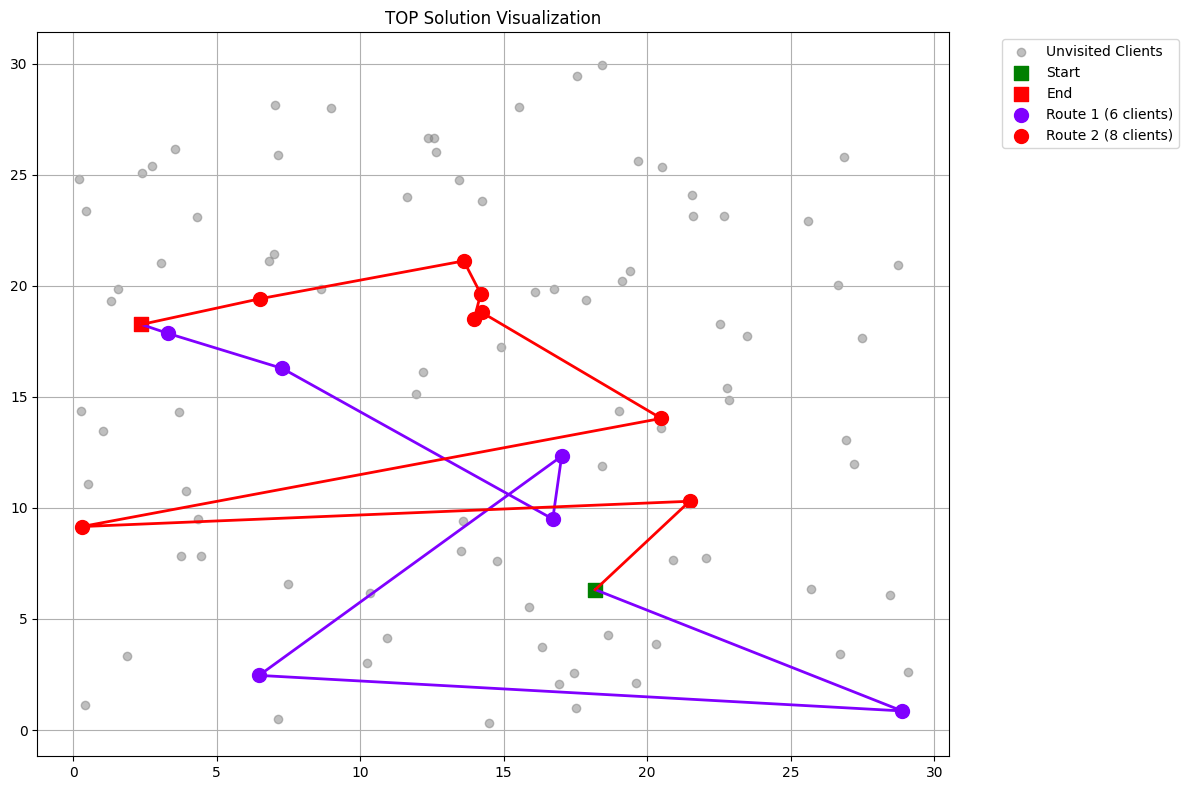 TOP Solution Visualization
Unvisited Clients
Start
End
Route 1 (6 clients)
Route 2 (8 clients)
30
25
20
15
10
5
0
0 5 10 15 20 25 30